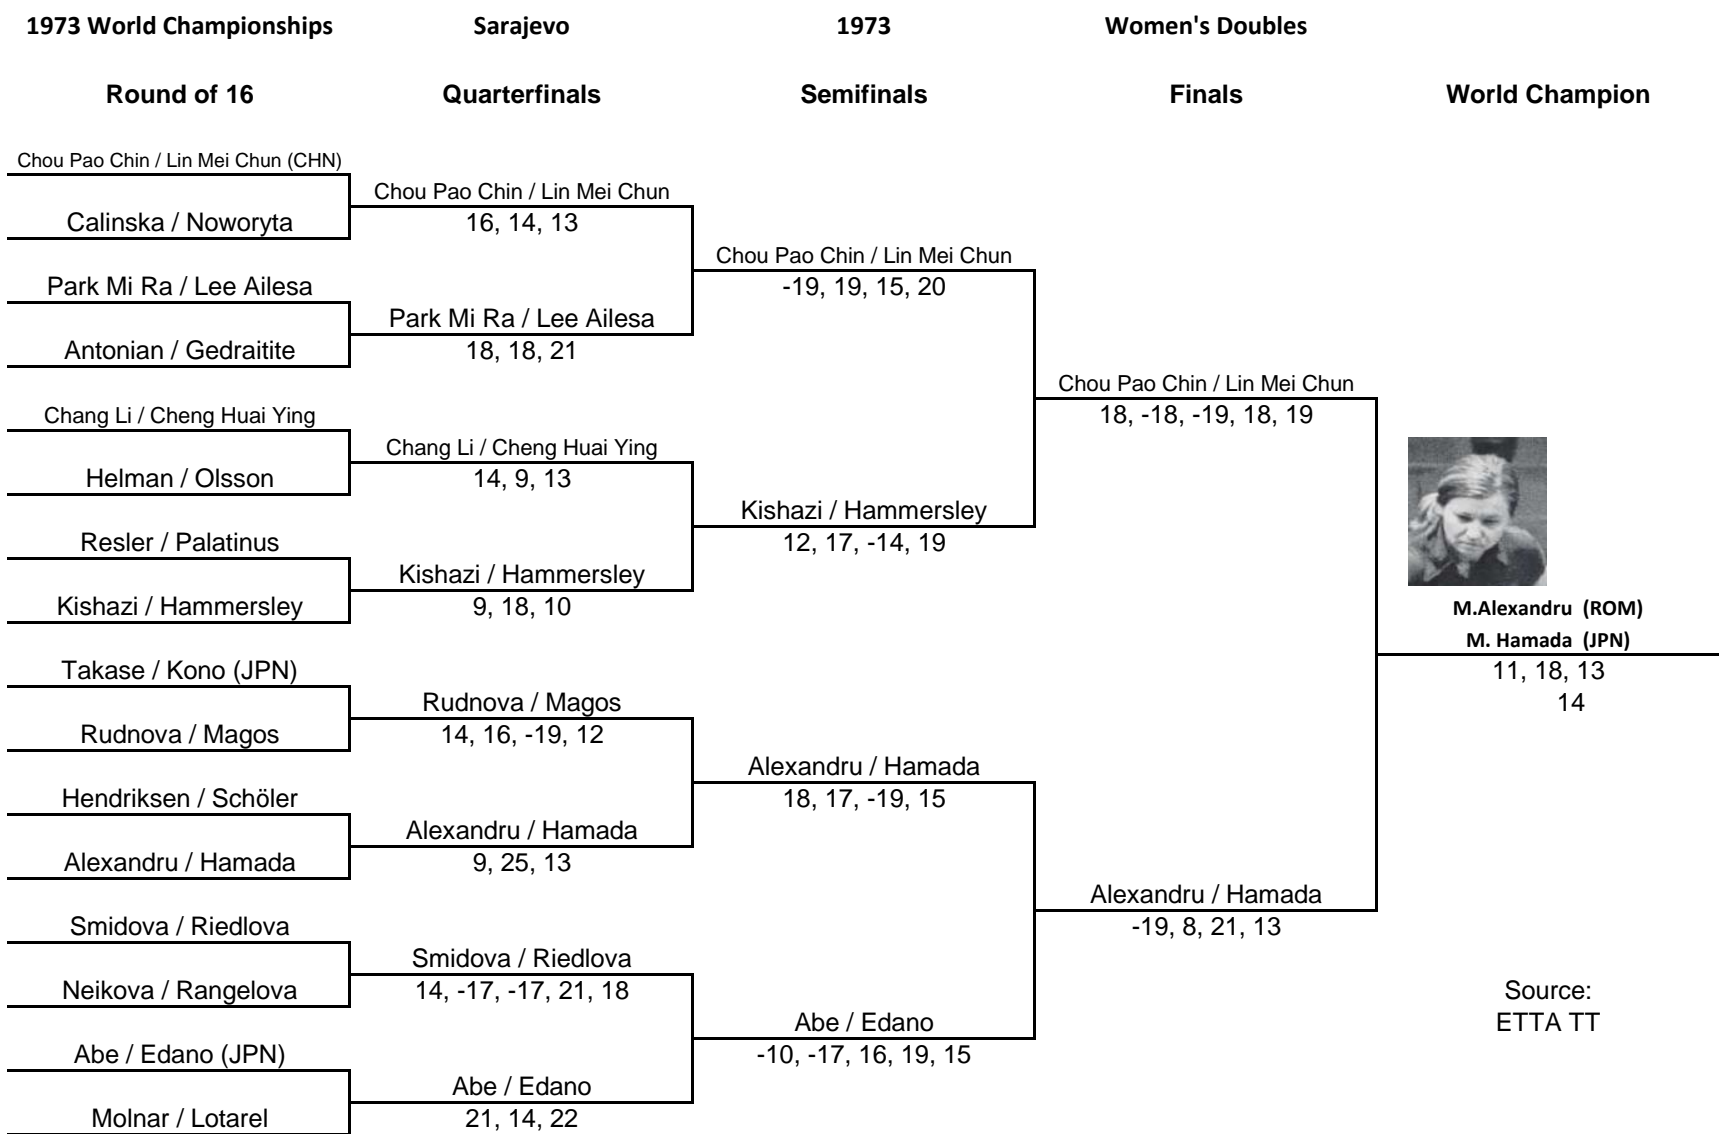 1973 World Championships Sarajevo 1973 Women's Doubles
Round of 16 Quarterfinals Semifinals Finals World Champion
Chou Pao Chin / Lin Mei Chun (CHN)
Calinska / Noworyta
Park Mi Ra / Lee Ailesa
Antonian / Gedraitite
Chang Li / Cheng Huai Ying
Helman / Olsson
Resler / Palatinus
Kishazi / Hammersley
Takase / Kono (JPN)
Rudnova / Magos
Hendriksen / Schöler
Alexandru / Hamada
Smidova / Riedlova
Neikova / Rangelova
Abe / Edano (JPN)
Molnar / Lotarel
Chou Pao Chin / Lin Mei Chun
16, 14, 13
Park Mi Ra / Lee Ailesa
18, 18, 21
Chang Li / Cheng Huai Ying
14, 9, 13
Kishazi / Hammersley
9, 18, 10
Rudnova / Magos
14, 16, -19, 12
Alexandru / Hamada
9, 25, 13
Smidova / Riedlova
14, -17, -17, 21, 18
Abe / Edano
21, 14, 22
Chou Pao Chin / Lin Mei Chun
-19, 19, 15, 20
Kishazi / Hammersley
12, 17, -14, 19
Alexandru / Hamada
18, 17, -19, 15
Abe / Edano
-10, -17, 16, 19, 15
Chou Pao Chin / Lin Mei Chun
18, -18, -19, 18, 19
Alexandru / Hamada
-19, 8, 21, 13
M.Alexandru (ROM)
M. Hamada (JPN)
11, 18, 13
14
Source:
ETTA TT